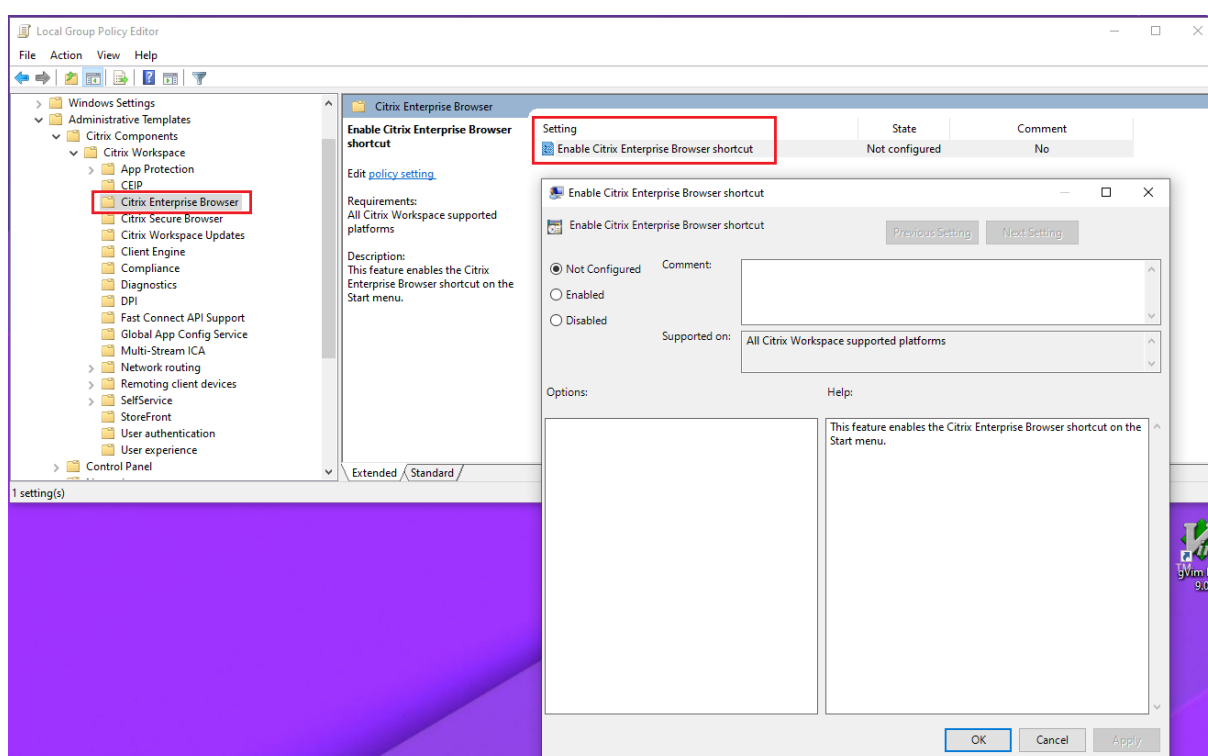 Local Group Policy Editor
File Action View Help
Windows Settings
Administrative Templates
Citrix Components
Citrix Workspace
App Protection
CEIP
Citrix Enterprise Browser
Citrix Secure Browser
Citrix Workspace Updates
Client Engine
Compliance
Diagnostics
DPI
Fast Connect API Support
Global App Config Service
Multi-Stream ICA
Network routing
Remoting client devices
SelfService
StoreFront
User authentication
User experience
Control Panel
1 setting(s)
Citrix Enterprise Browser
Enable Citrix Enterprise Browser
shortcut
Edit policy setting
Requirements:
All Citrix Workspace supported
platforms
Description:
This feature enables the Citrix
Enterprise Browser shortcut on the
Start menu.
Setting State Comment
Enable Citrix Enterprise Browser shortcut Not configured No
Extended Standard
Enable Citrix Enterprise Browser shortcut
Enable Citrix Enterprise Browser shortcut
Previous Setting Next Setting
Not Configured
Enabled
Disabled
Comment:
Supported on:
All Citrix Workspace supported platforms
Options:
Help:
This feature enables the Citrix Enterprise Browser shortcut on the
Start menu.
OK Cancel Apply
gVim
9.0